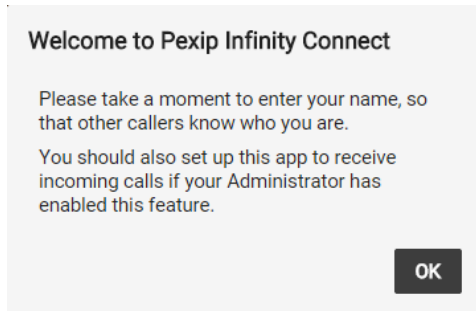 Welcome to Pexip Infinity Connect
Please take a moment to enter your name, so
that other callers know who you are.
You should also set up this app to receive
incoming calls if your Administrator has
enabled this feature.
OK